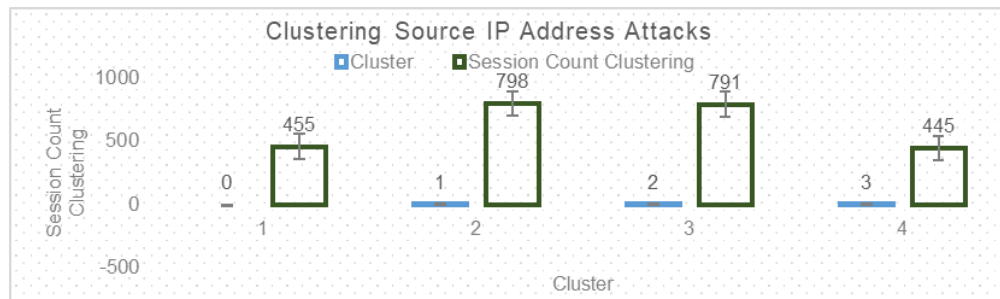 Clustering Source IP Address Attacks
Cluster Session Count Clustering
1000
500
0
-500
Session Count
Clustering
0 455 1 798 2 791 3 445
1 2 3 4
Cluster